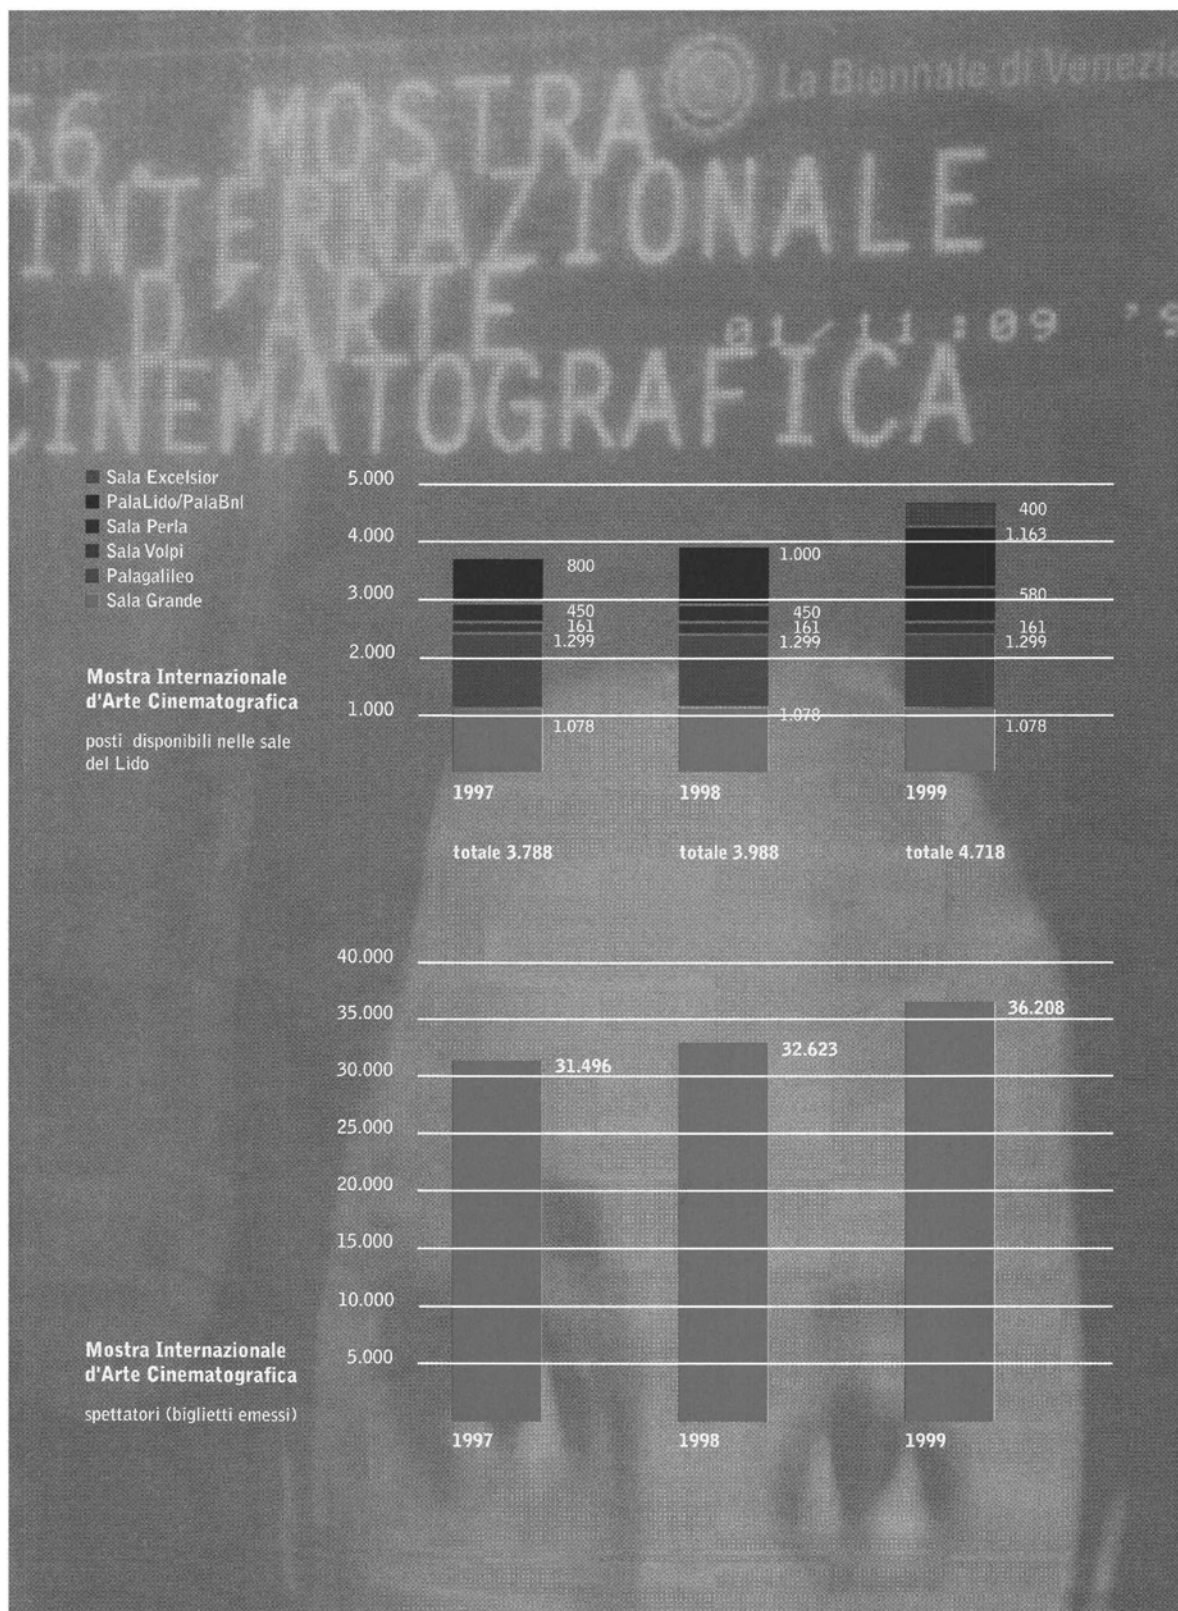 La Biennale di Venezia
56. MOSTRA
INTERNAZIONALE
D'ARTE
01/11:09 '9
CINEMATOGRAFICA
Sala Excelsior
PalaLido/PalaBnl
Sala Perla
Sala Volpi
Palagalileo
Sala Grande
Mostra Internazionale
d'Arte Cinematografica
posti disponibili nelle sale
del Lido
5.000
4.000
3.000
2.000
1.000
800
450
161
1.299
1.078
1.000
450
161
1.299
1.078
400
1.163
580
161
1.299
1.078
1997
1998
1999
totale 3.788
totale 3.988
totale 4.718
40.000
35.000
30.000
25.000
20.000
15.000
10.000
5.000
31.496
32.623
36.208
Mostra Internazionale
d'Arte Cinematografica
spettatori (biglietti emessi)
1997
1998
1999